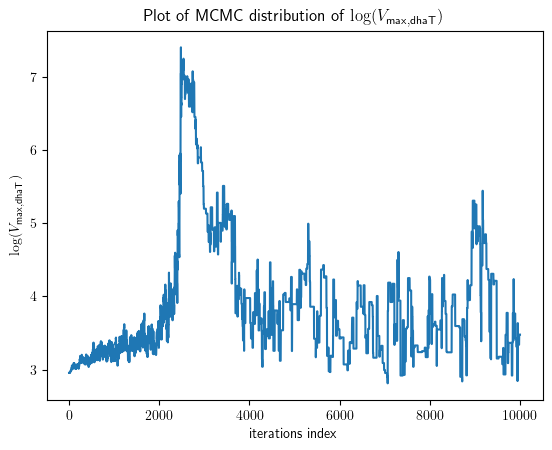 Plot of MCMC distribution of log(V_max,dhaT)
7
6
5
4
3
log(V_max,dhaT)
0 2000 4000 6000 8000 10000
iterations index